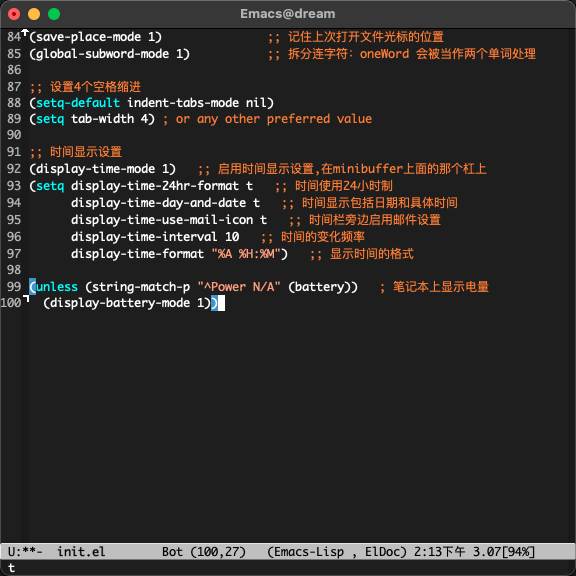 Emacs@dream
84 (save-place-mode 1) ;; 记住上次打开文件光标的位置
85 (global-subword-mode 1) ;; 拆分连字符：oneWord 会被当作两个单词处理
86
87 ;; 设置4个空格缩进
88 (setq-default indent-tabs-mode nil)
89 (setq tab-width 4) ; or any other preferred value
90
91 ;; 时间显示设置
92 (display-time-mode 1) ;; 启用时间显示设置,在minibuffer上面的那个杠上
93 (setq display-time-24hr-format t ;; 时间使用24小时制
94 display-time-day-and-date t ;; 时间显示包括日期和具体时间
95 display-time-use-mail-icon t ;; 时间栏旁边启用邮件设置
96 display-time-interval 10 ;; 时间的变化频率
97 display-time-format "%A %H:%M") ;; 显示时间的格式
98
99 (unless (string-match-p "^Power N/A" (battery)) ; 笔记本上显示电量
100 (display-battery-mode 1))
U:**- init.el Bot (100,27) (Emacs-Lisp , ElDoc) 2:13下午 3.07[94%]
t